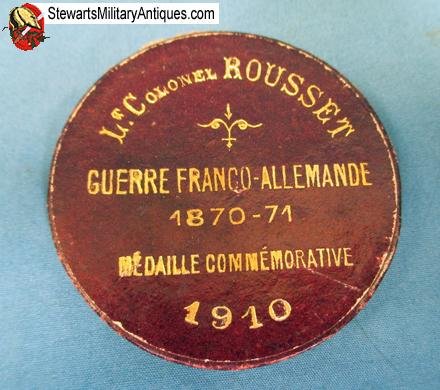 StewartsMilitaryAntiques.com
Lᵗ Colonel ROUSSET
GUERRE FRANCO-ALLEMANDE
1870-71
MÉDAILLE COMMÉMORATIVE
1910